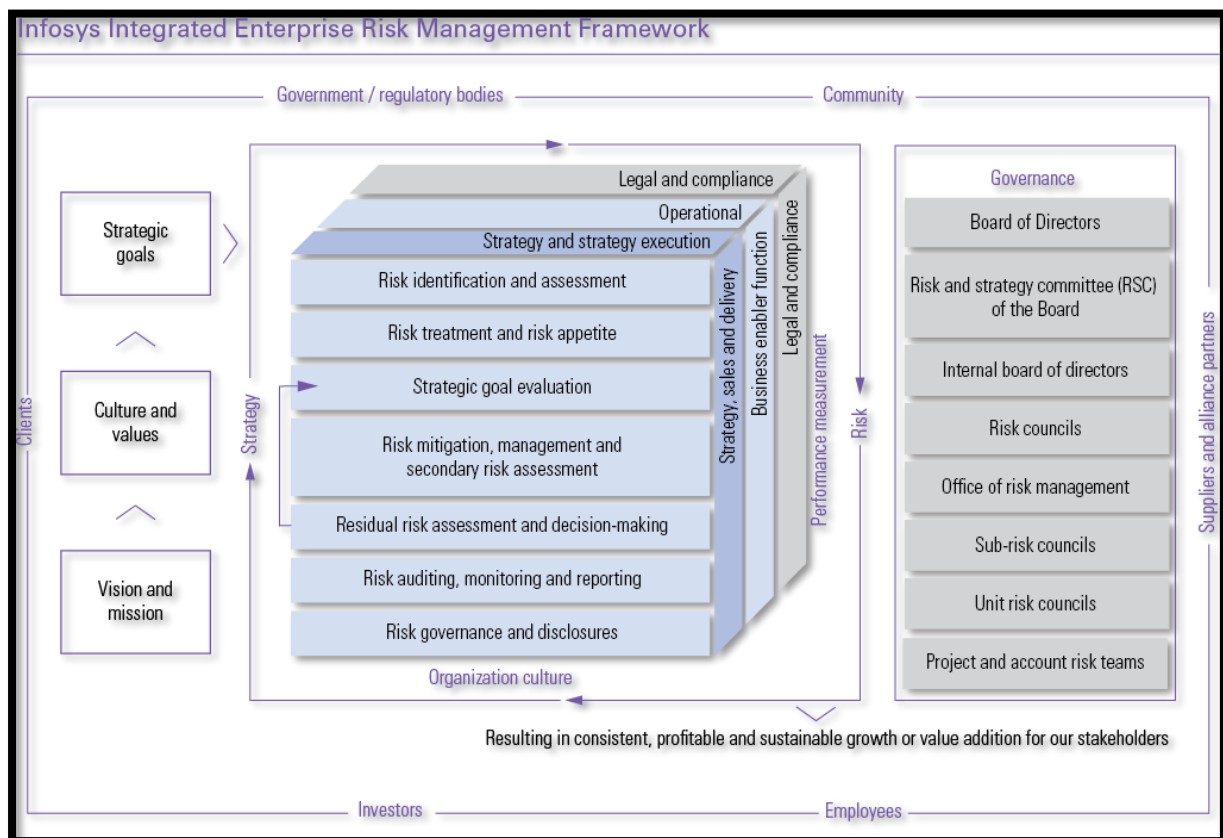 Infosys Integrated Enterprise Risk Management Framework
Government / regulatory bodies
Community
Clients
Strategic
goals
Culture and
values
Vision and
mission
Strategy
Legal and compliance
Operational
Strategy and strategy execution
Risk identification and assessment
Risk treatment and risk appetite
Strategic goal evaluation
Risk mitigation, management and
secondary risk assessment
Residual risk assessment and decision-making
Risk auditing, monitoring and reporting
Risk governance and disclosures
Strategy, sales and delivery
Business enabler function
Legal and compliance
Performance measurement
Risk
Organization culture
Governance
Board of Directors
Risk and strategy committee (RSC)
of the Board
Internal board of directors
Risk councils
Office of risk management
Sub-risk councils
Unit risk councils
Project and account risk teams
Suppliers and alliance partners
Resulting in consistent, profitable and sustainable growth or value addition for our stakeholders
Investors
Employees